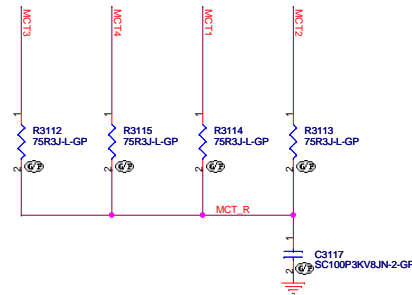 MCT3
MCT4
MCT1
MCT2
1
1
1
1
R3112
75R3J-L-GP
R3115
75R3J-L-GP
R3114
75R3J-L-GP
R3113
75R3J-L-GP
2
2
2
2
MCT_R
1
C3117
SC100P3KV8JN-2-GP
2